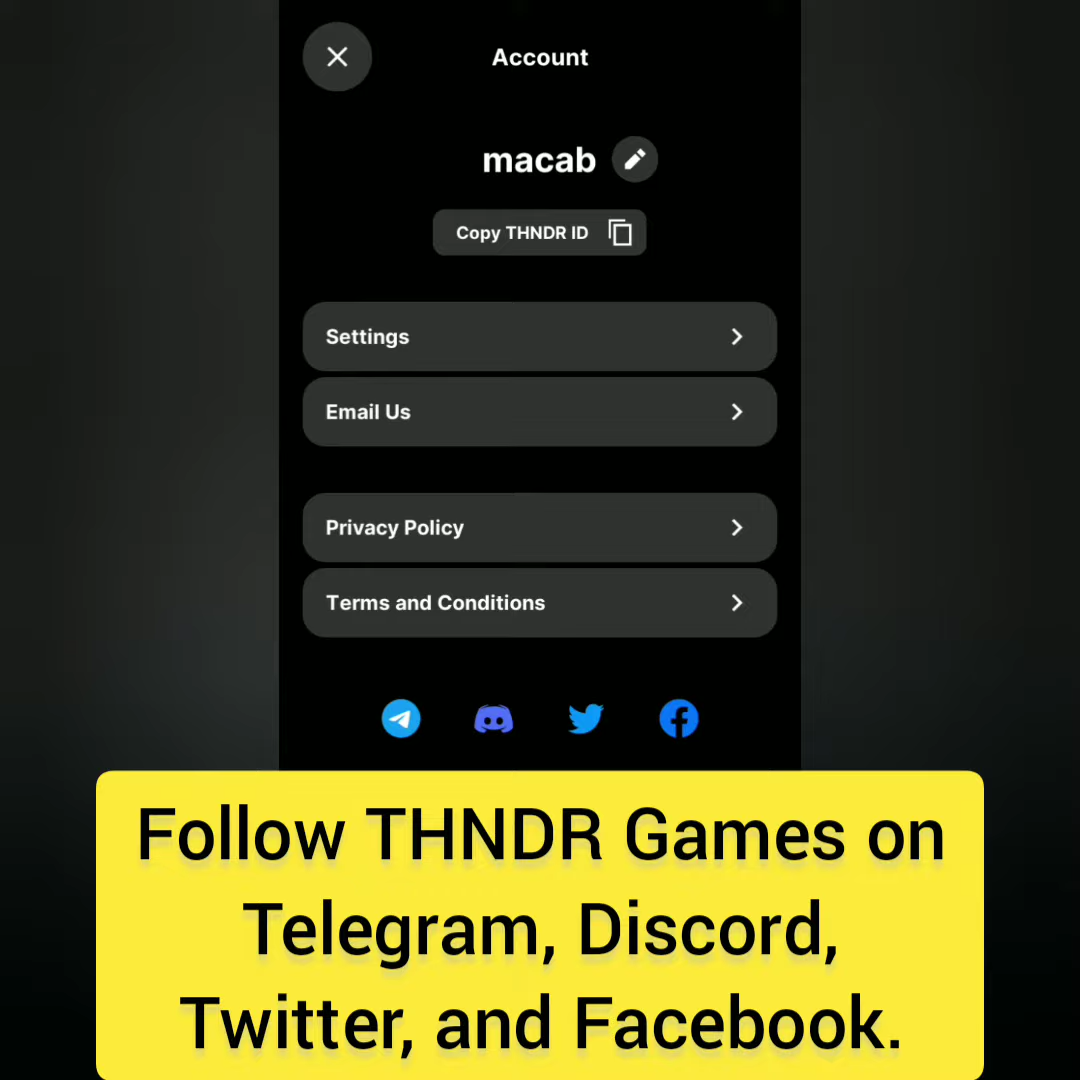 Account
macab
Copy THNDR ID
Settings
Email Us
Privacy Policy
Terms and Conditions
Follow THNDR Games on
Telegram, Discord,
Twitter, and Facebook.